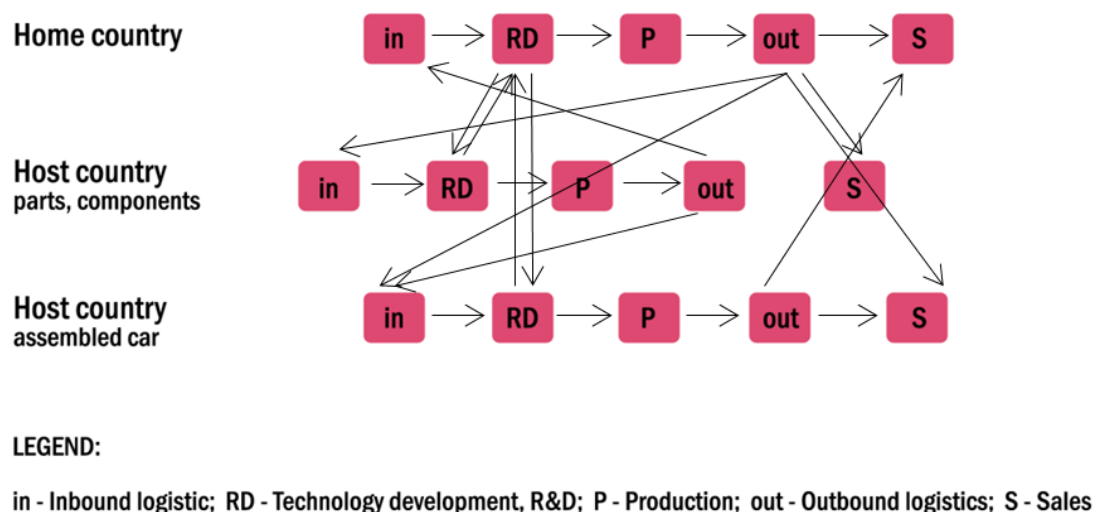 Home country
in RD P out S
Host country
parts, components
in RD P out S
Host country
assembled car
in RD P out S
LEGEND:
in - Inbound logistic; RD - Technology development, R&D; P - Production; out - Outbound logistics; S - Sales